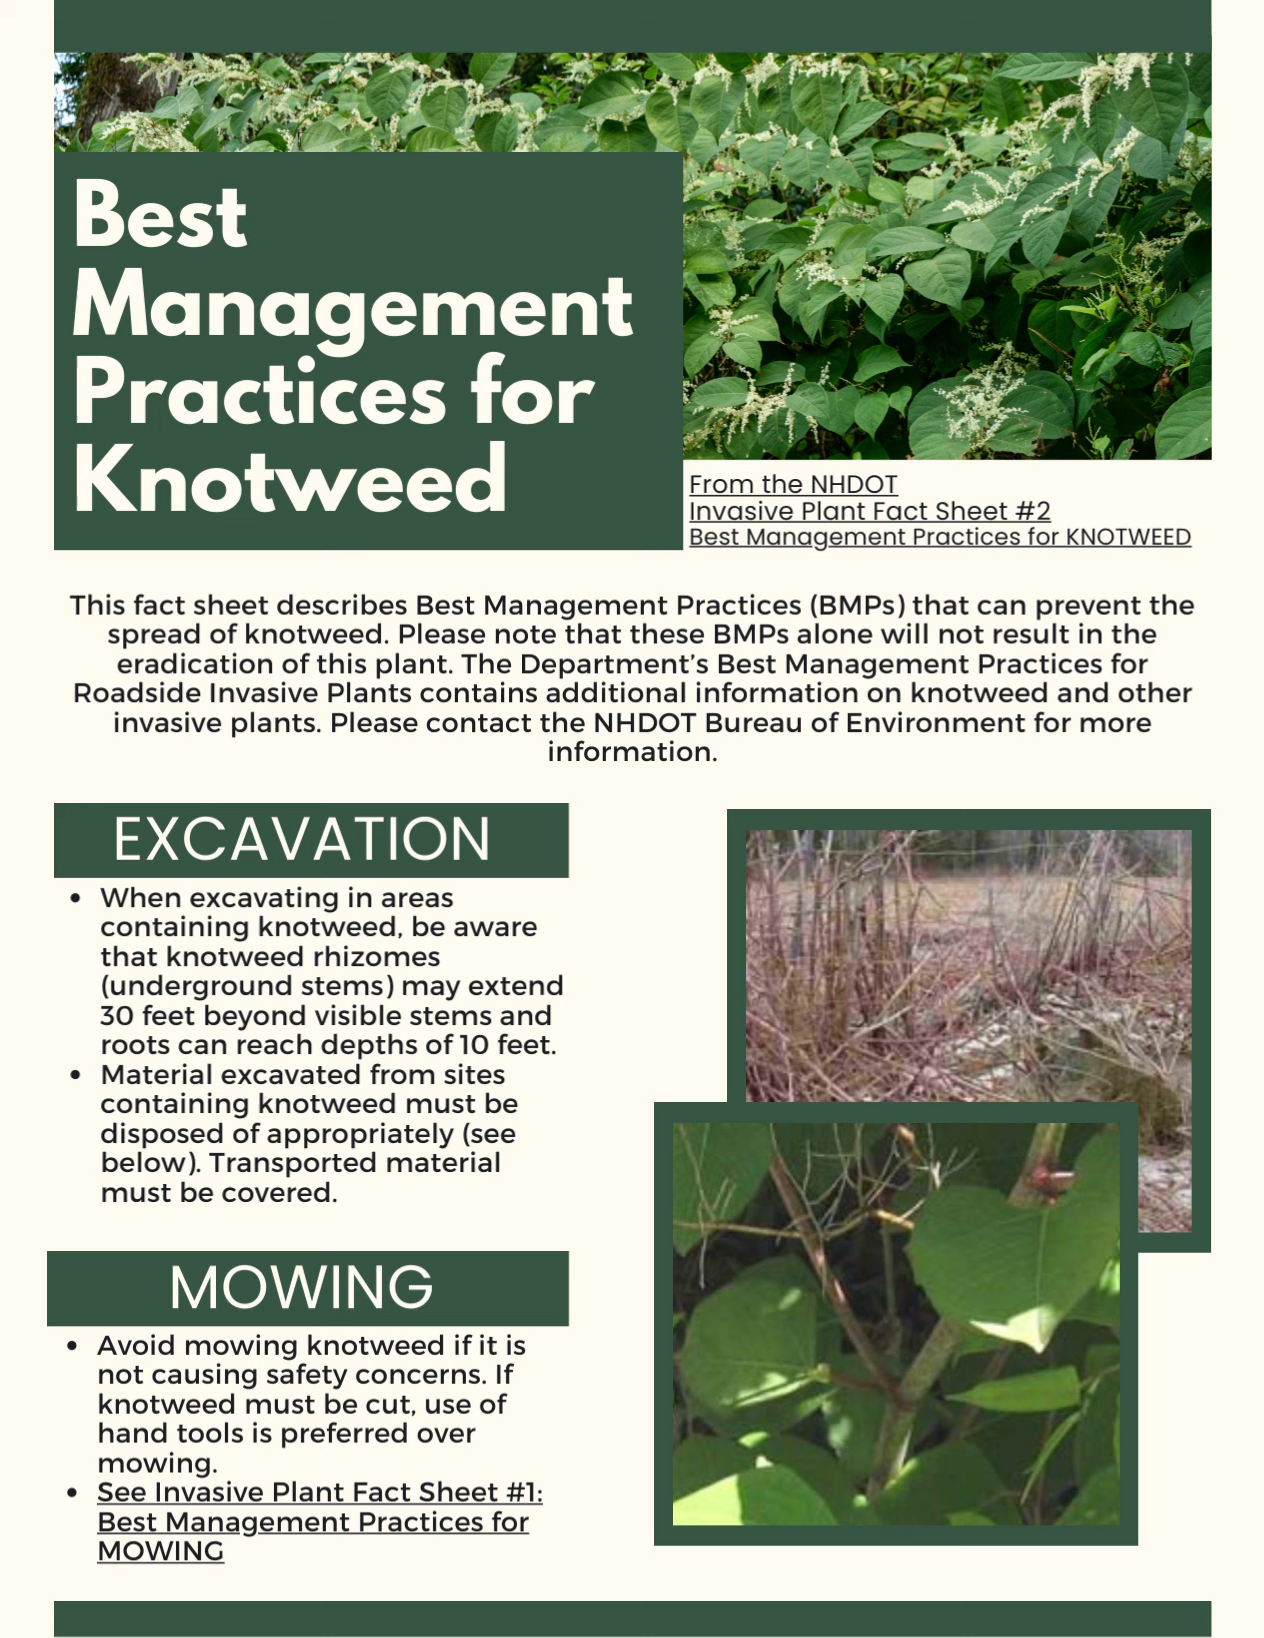 Best
Management
Practices for
Knotweed
From the NHDOT
Invasive Plant Fact Sheet #2
Best Management Practices for KNOTWEED
This fact sheet describes Best Management Practices (BMPs) that can prevent the
spread of knotweed. Please note that these BMPs alone will not result in the
eradication of this plant. The Department’s Best Management Practices for
Roadside Invasive Plants contains additional information on knotweed and other
invasive plants. Please contact the NHDOT Bureau of Environment for more
information.
EXCAVATION
• When excavating in areas
containing knotweed, be aware
that knotweed rhizomes
(underground stems) may extend
30 feet beyond visible stems and
roots can reach depths of 10 feet.
• Material excavated from sites
containing knotweed must be
disposed of appropriately (see
below). Transported material
must be covered.
MOWING
• Avoid mowing knotweed if it is
not causing safety concerns. If
knotweed must be cut, use of
hand tools is preferred over
mowing.
• See Invasive Plant Fact Sheet #1:
Best Management Practices for
MOWING